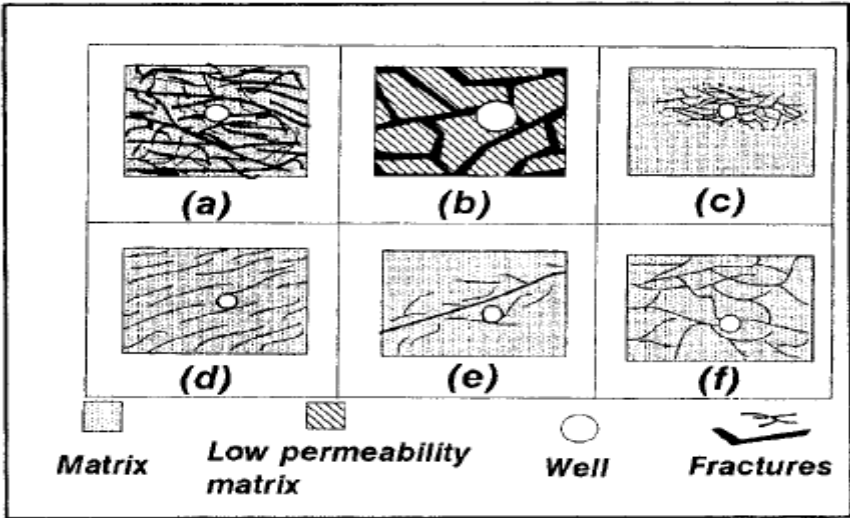 (a)
(b)
(c)
(d)
(e)
(f)
Matrix
Low permeability
matrix
Well
Fractures